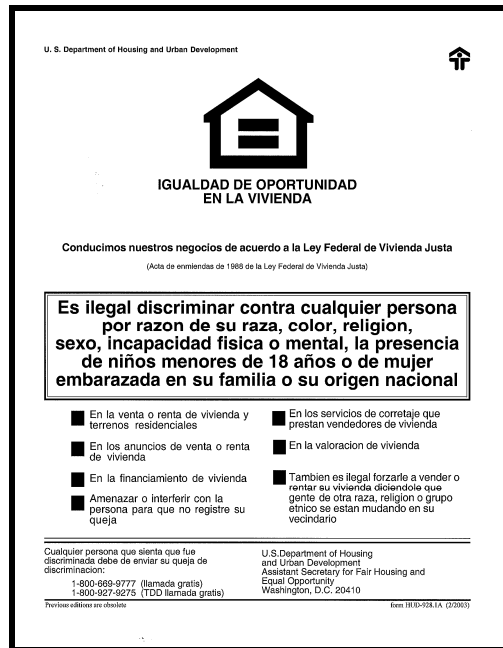 U. S. Department of Housing and Urban Development
IGUALDAD DE OPORTUNIDAD
EN LA VIVIENDA
Conducimos nuestros negocios de acuerdo a la Ley Federal de Vivienda Justa
(Acta de enmiendas de 1988 de la Ley Federal de Vivienda Justa)
Es ilegal discriminar contra cualquier persona
por razon de su raza, color, religion,
sexo, incapacidad fisica o mental, la presencia
de niños menores de 18 años o de mujer
embarazada en su familia o su origen nacional
En la venta o renta de vivienda y
terrenos residenciales
En los anuncios de venta o renta
de vivienda
En la financiamiento de vivienda
Amenazar o interferir con la
persona para que no registre su
queja
En los servicios de corretaje que
prestan vendedores de vivienda
En la valoracion de vivienda
Tambien es ilegal forzarle a vender o
rentar su vivienda diciendole que
gente de otra raza, religion o grupo
etnico se estan mudando en su
vecindario
Cualquier persona que sienta que fue
discriminada debe de enviar su queja de
discriminacion:
1-800-669-9777 (llamada gratis)
1-800-927-9275 (TDD llamada gratis)
U.S.Department of Housing
and Urban Development
Assistant Secretary for Fair Housing and
Equal Opportunity
Washington, D.C. 20410
Previous editions are obsolete
form HUD-928.1A (2/2003)